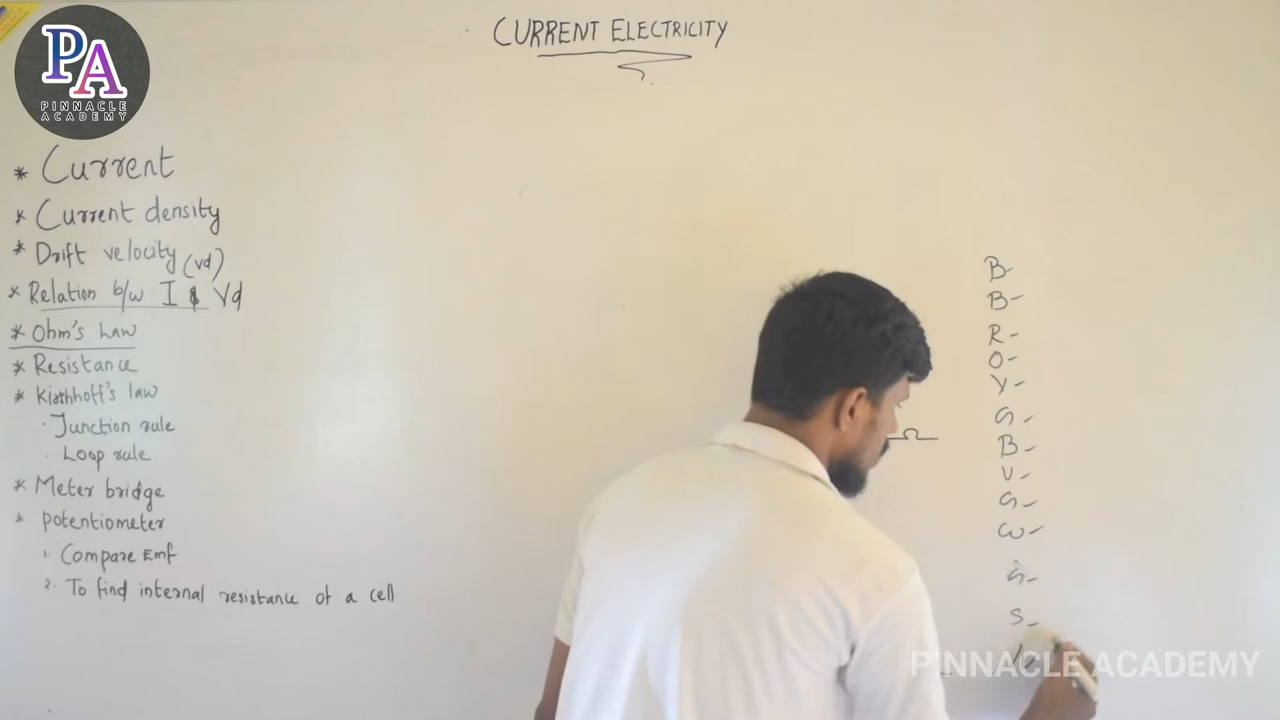 PA
PINNACLE
ACADEMY
CURRENT ELECTRICITY
* Current
* Current density
* Drift velocity (vd)
* Relation b/w I & Vd
* Ohm's Law
* Resistance
* Kirchhoff's law
· Junction rule
· Loop rule
* Meter bridge
* potentiometer
1. Compare Emf
2. To find internal resistance of a cell
B-
B-
R-
O-
Y-
G-
B-
V-
G-
W-
G-
S-
PINNACLE ACADEMY